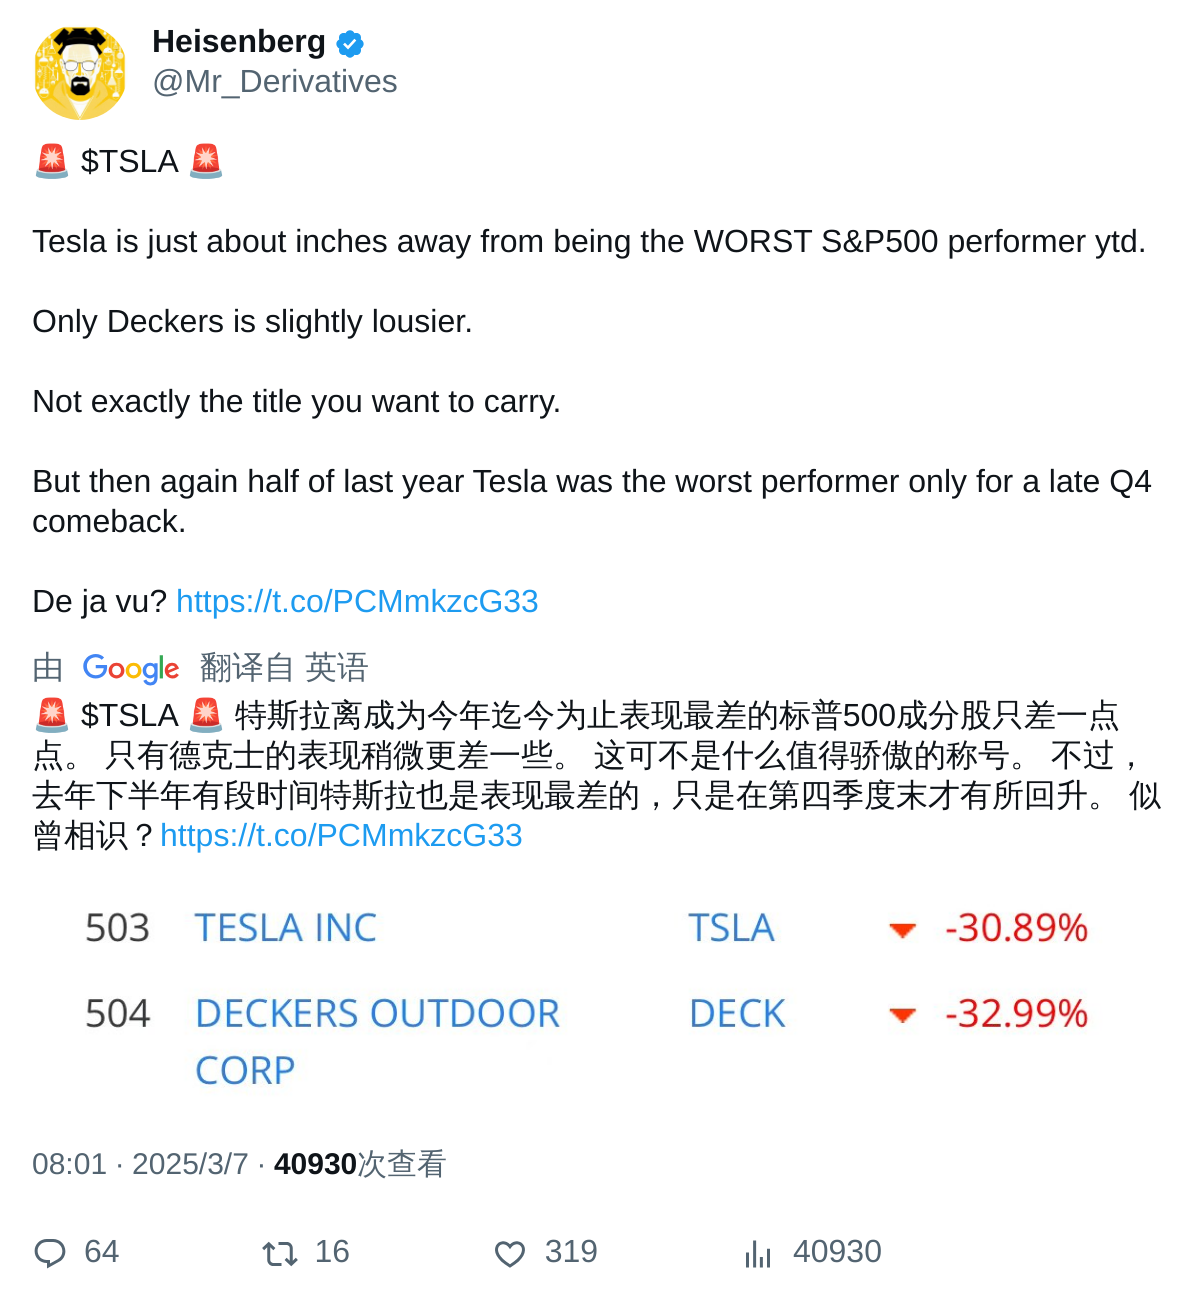 Heisenberg
@Mr_Derivatives
🚨 $TSLA 🚨
Tesla is just about inches away from being the WORST S&P500 performer ytd.
Only Deckers is slightly lousier.
Not exactly the title you want to carry.
But then again half of last year Tesla was the worst performer only for a late Q4
comeback.
De ja vu? https://t.co/PCMmkzcG33
由 Google 翻译自 英语
🚨 $TSLA 🚨 特斯拉离成为今年迄今为止表现最差的标普500成分股只差一点
点。 只有德克士的表现稍微更差一些。 这可不是什么值得骄傲的称号。 不过，
去年下半年有段时间特斯拉也是表现最差的，只是在第四季度末才有所回升。 似
曾相识？https://t.co/PCMmkzcG33
503 TESLA INC TSLA -30.89%
504 DECKERS OUTDOOR DECK -32.99%
CORP
08:01 · 2025/3/7 · 40930次查看
64 16 319 40930